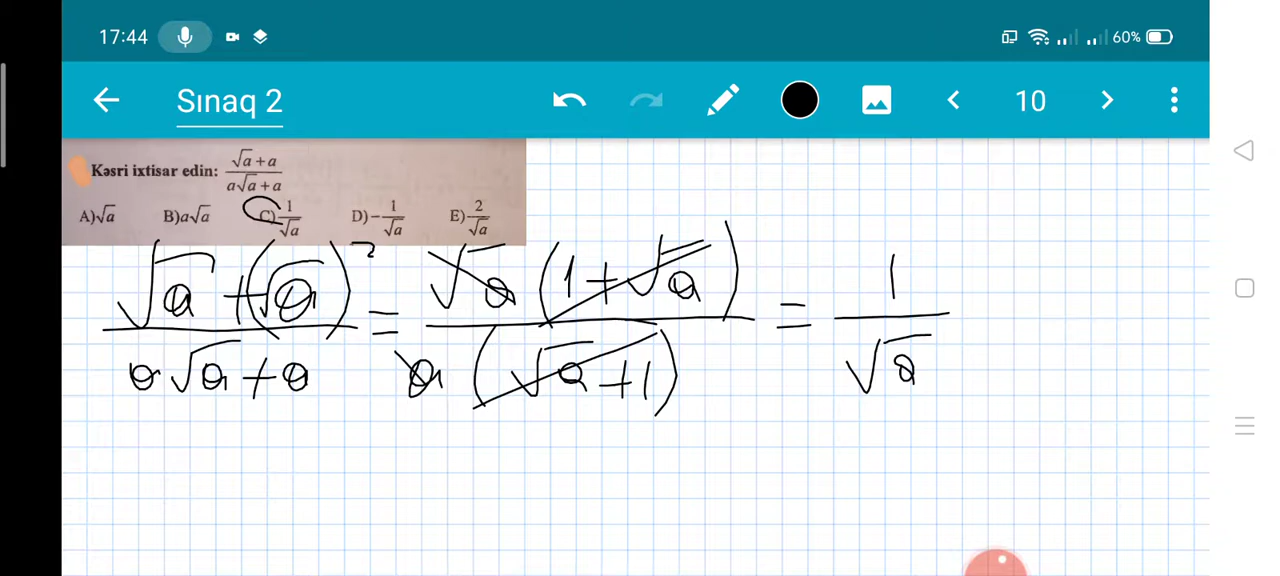 17:44 60%
Sınaq 2 10
Kəsri ixtisar edin: (√a + a)/(a√a + a)
A) √a B) a√a C) 1/√a D) −1/√a E) 2/√a
(√a + (√a)²)/(a√a + a) = (√a(1 + √a))/(a(√a + 1)) = 1/√a